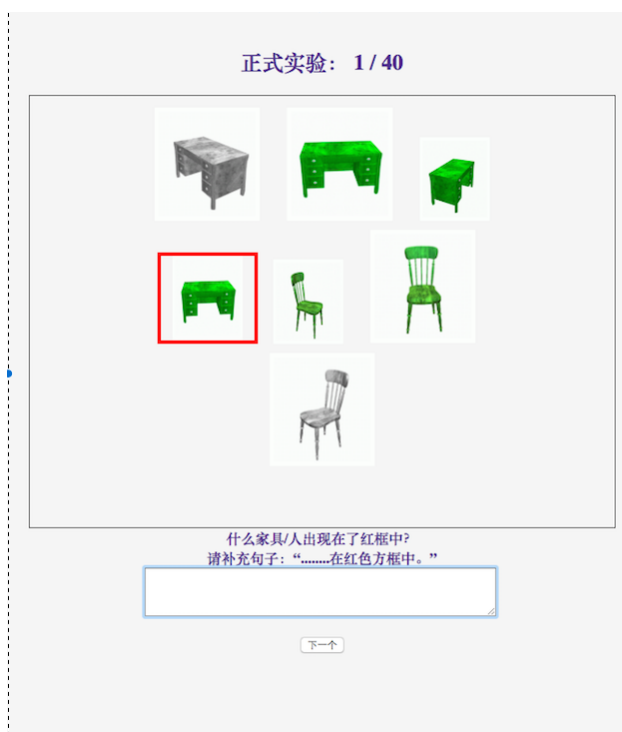 正式实验： 1 / 40
什么家具/人出现在了红框中?
请补充句子：“........在红色方框中。”
下一个